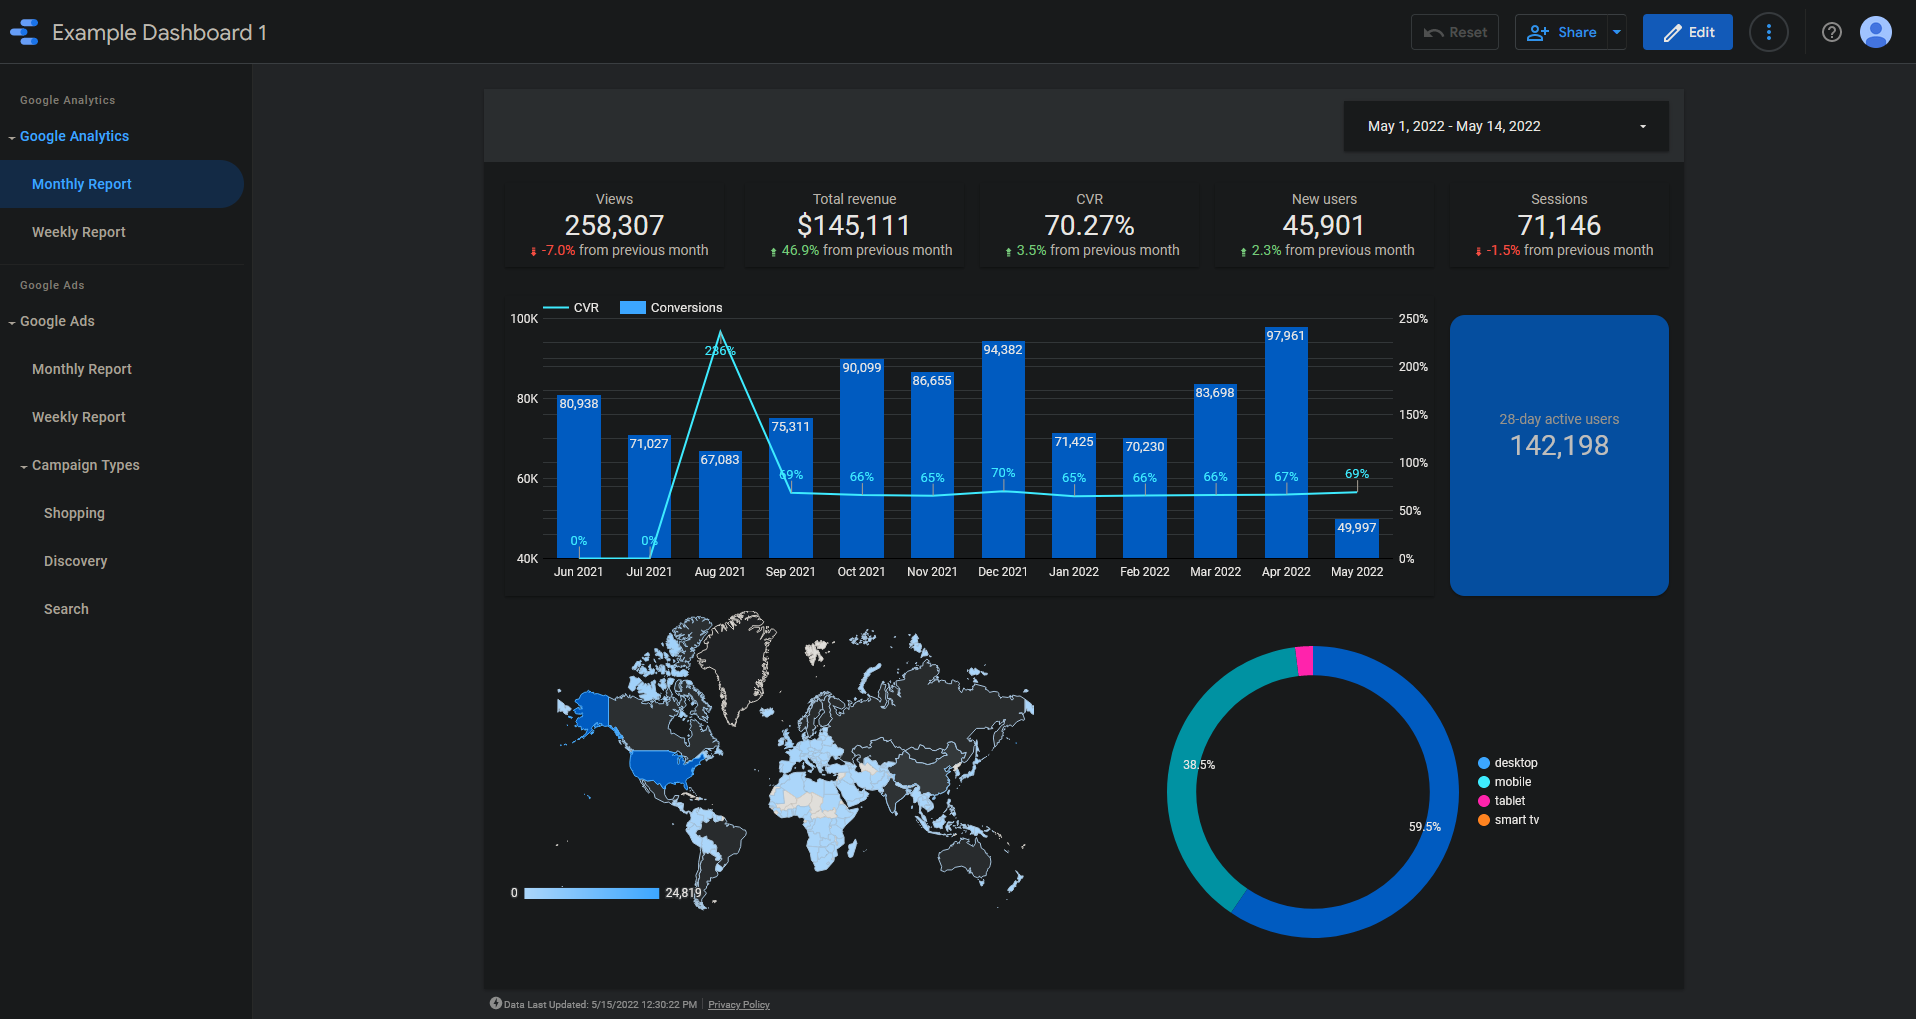 Example Dashboard 1
Reset
Share
Edit
Google Analytics
Google Analytics
Monthly Report
Weekly Report
Google Ads
Google Ads
Monthly Report
Weekly Report
Campaign Types
Shopping
Discovery
Search
May 1, 2022 - May 14, 2022
Views
258,307
-7.0% from previous month
Total revenue
$145,111
46.9% from previous month
CVR
70.27%
3.5% from previous month
New users
45,901
2.3% from previous month
Sessions
71,146
-1.5% from previous month
CVR Conversions
100K
80K
60K
40K
250%
200%
150%
100%
50%
0%
80,938
71,027
67,083
75,311
90,099
86,655
94,382
71,425
70,230
83,698
97,961
49,997
0%
0%
236%
69%
66%
65%
70%
65%
66%
66%
67%
69%
Jun 2021 Jul 2021 Aug 2021 Sep 2021 Oct 2021 Nov 2021 Dec 2021 Jan 2022 Feb 2022 Mar 2022 Apr 2022 May 2022
28-day active users
142,198
0 24,819
38.5%
59.5%
desktop
mobile
tablet
smart tv
Data Last Updated: 5/15/2022 12:30:22 PM Privacy Policy